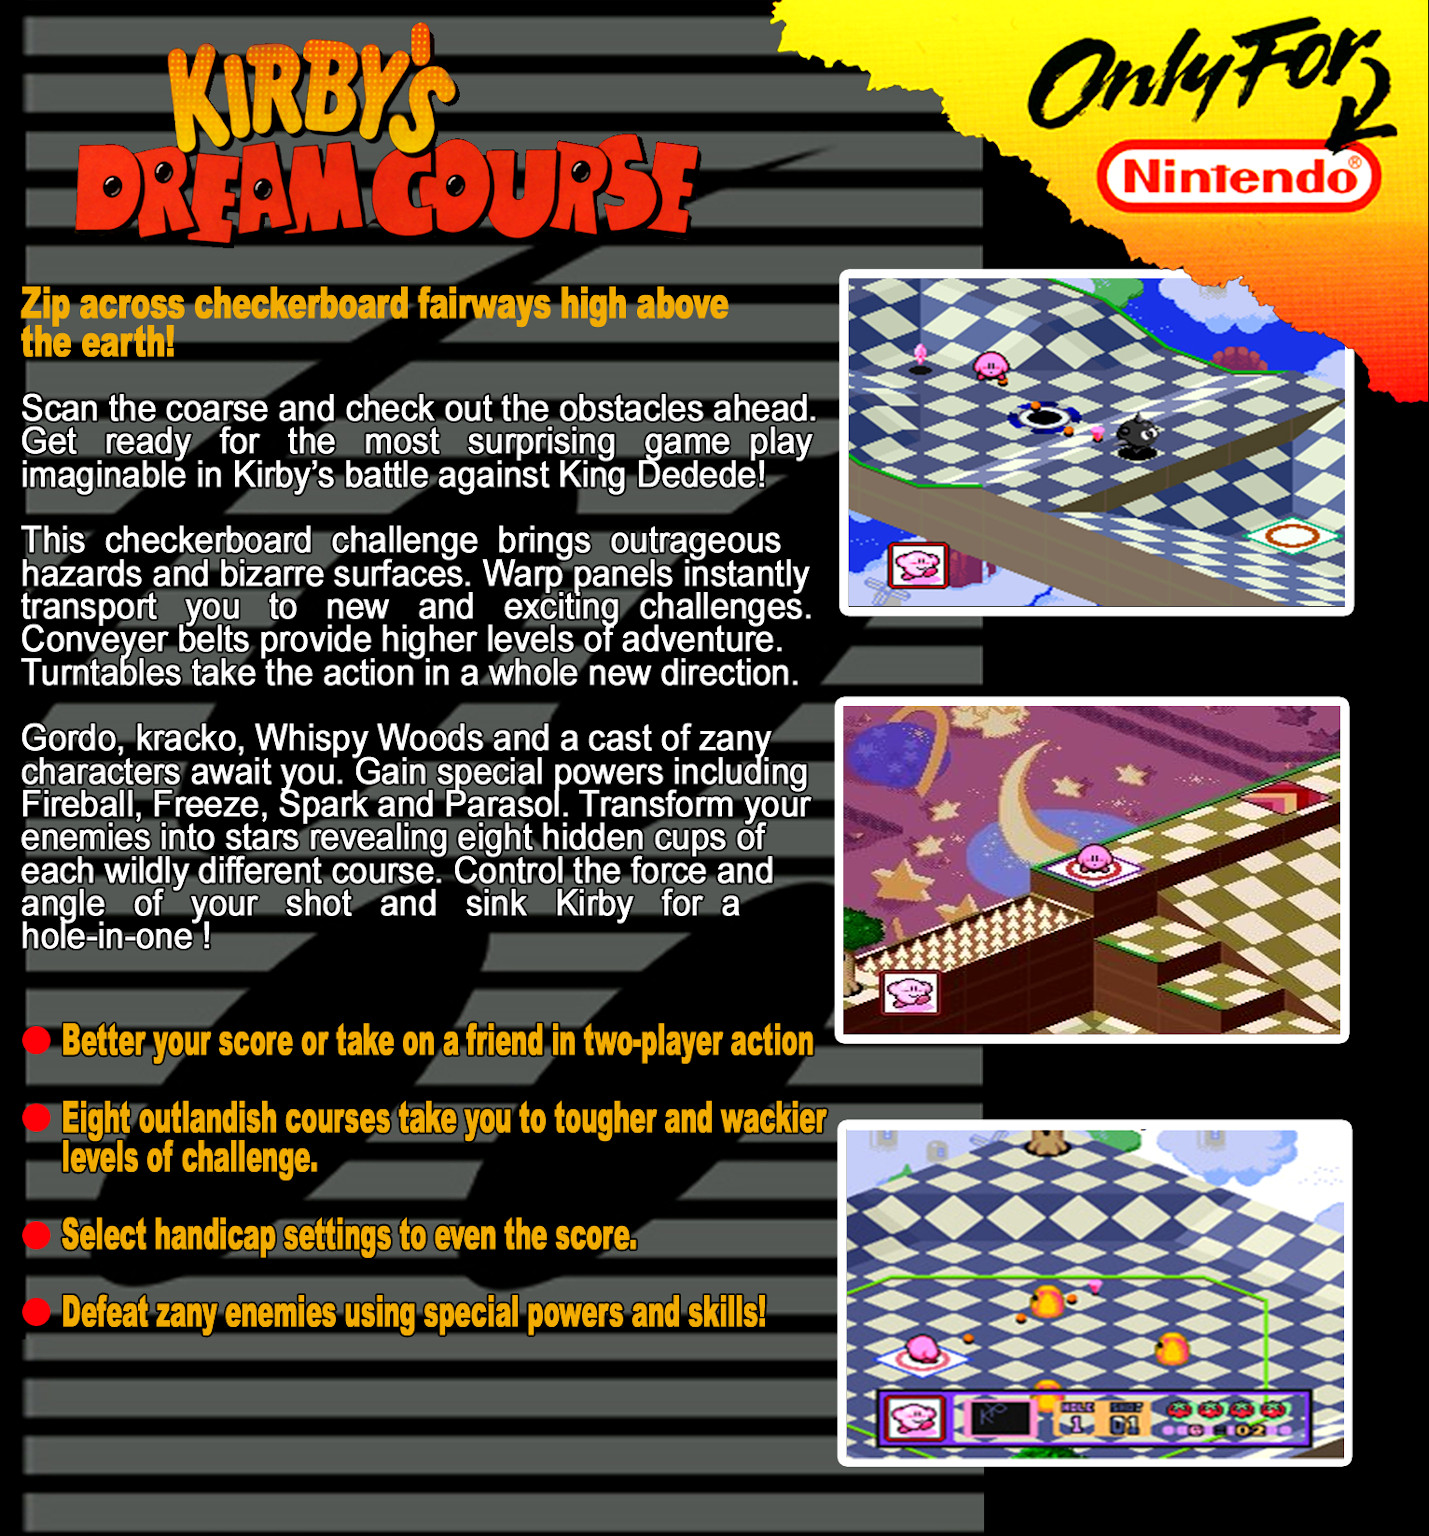 KIRBY'S
DREAM COURSE
Only For
Nintendo®
Zip across checkerboard fairways high above
the earth!
Scan the coarse and check out the obstacles ahead.
Get ready for the most surprising game play
imaginable in Kirby's battle against King Dedede!
This checkerboard challenge brings outrageous
hazards and bizarre surfaces. Warp panels instantly
transport you to new and exciting challenges.
Conveyer belts provide higher levels of adventure.
Turntables take the action in a whole new direction.
Gordo, kracko, Whispy Woods and a cast of zany
characters await you. Gain special powers including
Fireball, Freeze, Spark and Parasol. Transform your
enemies into stars revealing eight hidden cups of
each wildly different course. Control the force and
angle of your shot and sink Kirby for a
hole-in-one !
Better your score or take on a friend in two-player action
Eight outlandish courses take you to tougher and wackier
levels of challenge.
Select handicap settings to even the score.
Defeat zany enemies using special powers and skills!
HOLE SHOT
1 01
02